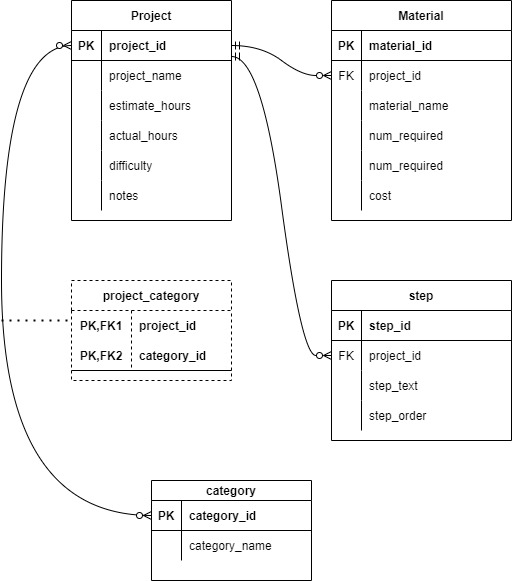 Project
PK project_id
project_name
estimate_hours
actual_hours
difficulty
notes
Material
PK material_id
FK project_id
material_name
num_required
num_required
cost
project_category
PK,FK1 project_id
PK,FK2 category_id
step
PK step_id
FK project_id
step_text
step_order
category
PK category_id
category_name